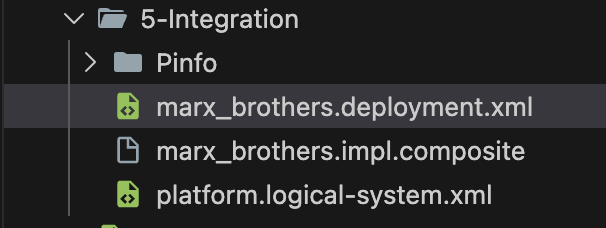 5-Integration
Pinfo
marx_brothers.deployment.xml
marx_brothers.impl.composite
platform.logical-system.xml